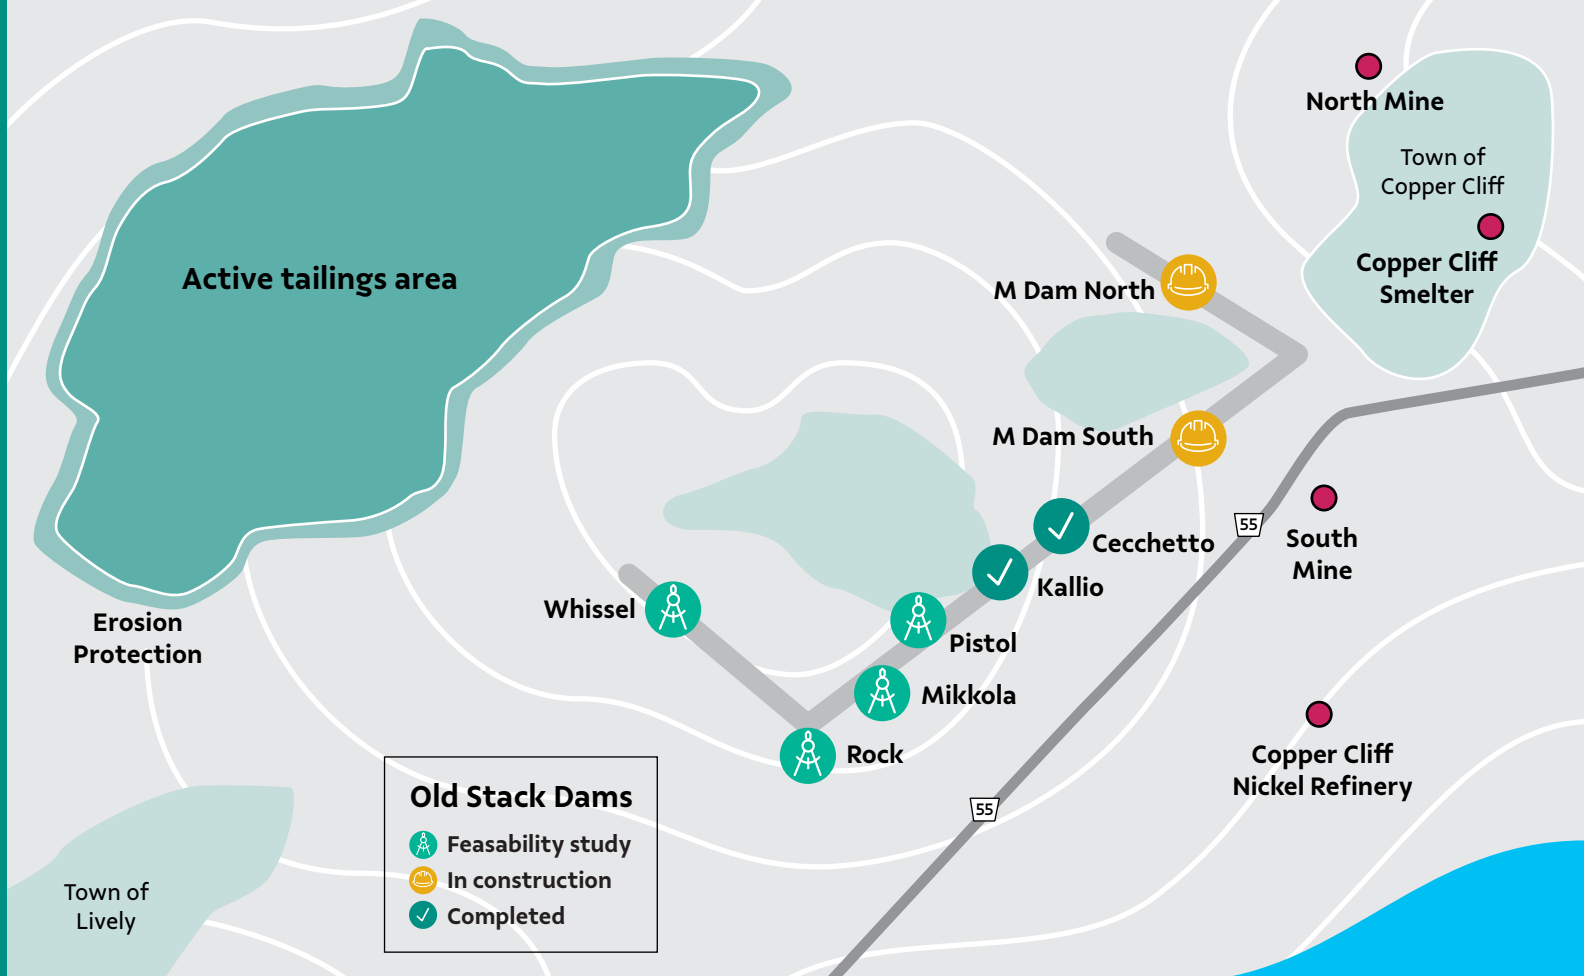 North Mine
Town of
Copper Cliff
Copper Cliff
Smelter
Active tailings area
M Dam North
M Dam South
55
South
Mine
Cecchetto
Kallio
Whissel
Pistol
Mikkola
Rock
Erosion
Protection
Copper Cliff
Nickel Refinery
55
Old Stack Dams
Feasability study
In construction
Completed
Town of
Lively